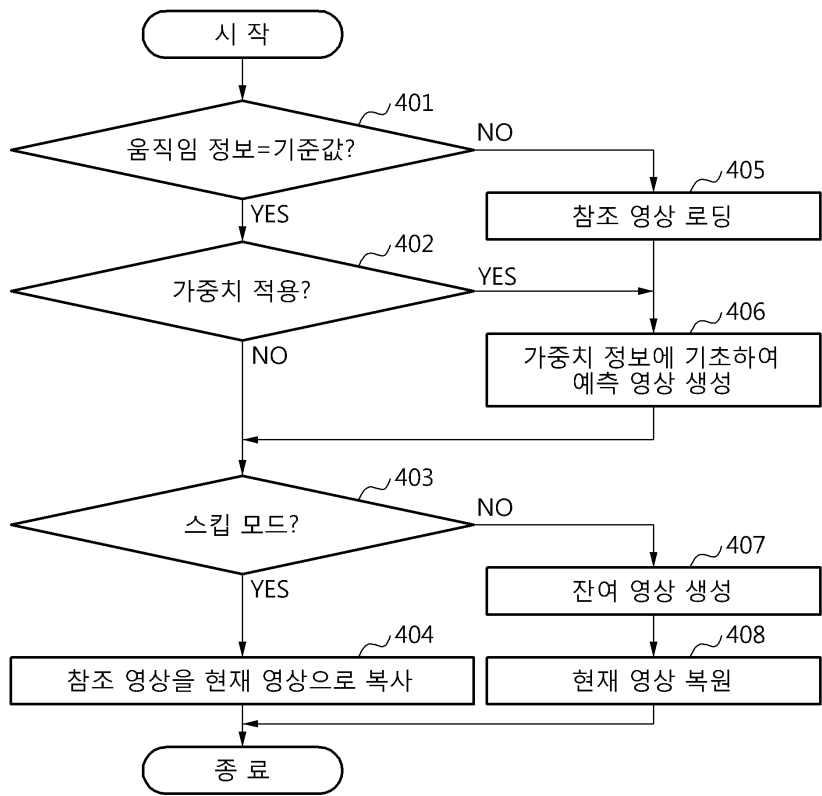 시 작
401
움직임 정보=기준값?
NO
405
참조 영상 로딩
YES
402
가중치 적용?
YES
406
가중치 정보에 기초하여
예측 영상 생성
NO
403
스킵 모드?
NO
407
잔여 영상 생성
YES
404
참조 영상을 현재 영상으로 복사
408
현재 영상 복원
종 료